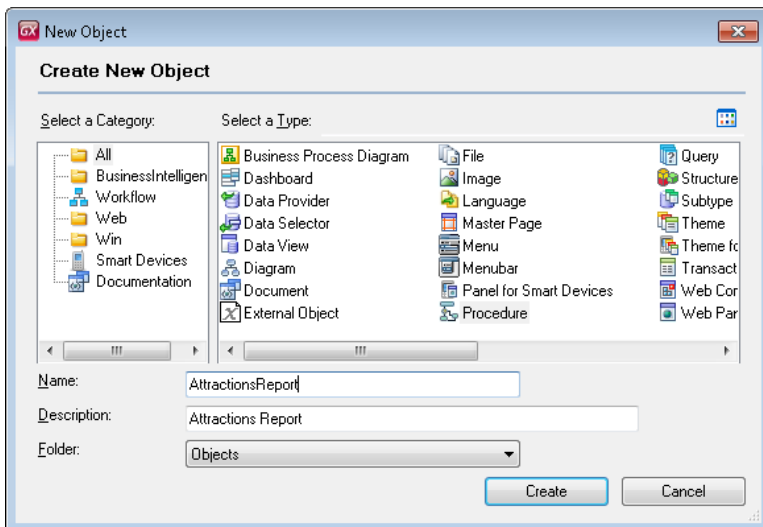 GX New Object
Create New Object
Select a Category:
Select a Type:
All
BusinessIntelligen
Workflow
Web
Win
Smart Devices
Documentation
Business Process Diagram
Dashboard
Data Provider
Data Selector
Data View
Diagram
Document
External Object
File
Image
Language
Master Page
Menu
Menubar
Panel for Smart Devices
Procedure
Query
Structure
Subtype
Theme
Theme fo
Transact
Web Cor
Web Par
Name: AttractionsReport
Description: Attractions Report
Folder: Objects
Create Cancel